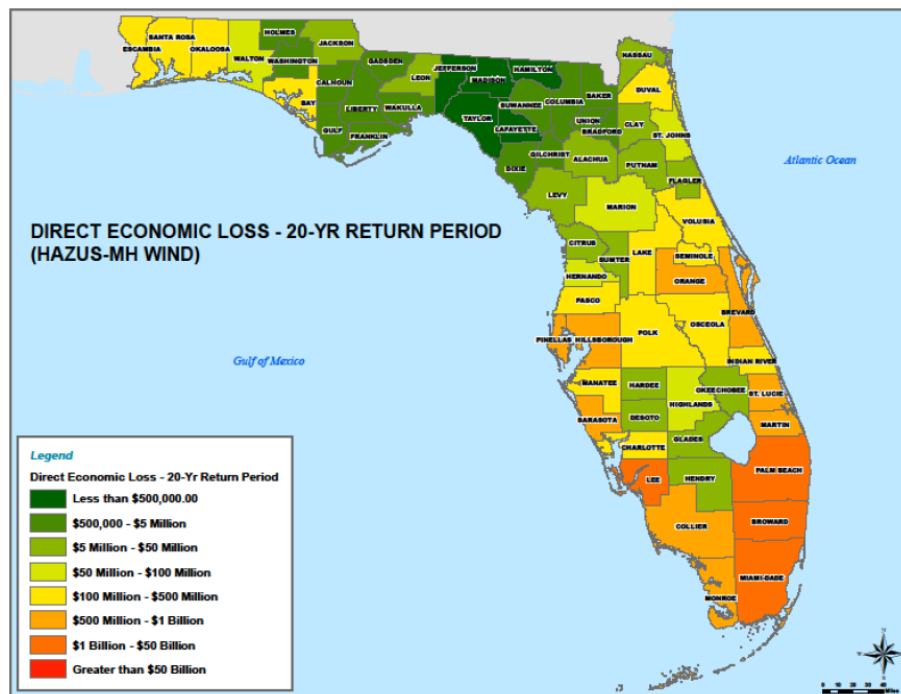 HOLMES
SANTA ROSA
JACKSON
ESCAMBIA
OKALOOSA
WALTON
WASHINGTON
GADSDEN
JEFFERSON
HAMILTON
NASSAU
CALHOUN
LEON
MADISON
BAKER
DUVAL
BAY
LIBERTY
WAKULLA
TAYLOR
SUWANNEE
COLUMBIA
UNION
CLAY
GULF
FRANKLIN
LAFAYETTE
BRADFORD
ST. JOHNS
DIXIE
GILCHRIST
ALACHUA
PUTNAM
Atlantic Ocean
LEVY
FLAGLER
MARION
VOLUSIA
DIRECT ECONOMIC LOSS - 20-YR RETURN PERIOD
(HAZUS-MH WIND)
CITRUS
LAKE
SEMINOLE
SUMTER
HERNANDO
ORANGE
PASCO
BREVARD
OSCEOLA
POLK
PINELLAS
HILLSBOROUGH
Gulf of Mexico
INDIAN RIVER
MANATEE
HARDEE
OKEECHOBEE
ST. LUCIE
HIGHLANDS
SARASOTA
DESOTO
MARTIN
CHARLOTTE
GLADES
PALM BEACH
LEE
HENDRY
BROWARD
COLLIER
MIAMI-DADE
MONROE
Legend
Direct Economic Loss - 20-Yr Return Period
Less than $500,000.00
$500,000 - $5 Million
$5 Million - $50 Million
$50 Million - $100 Million
$100 Million - $500 Million
$500 Million - $1 Billion
$1 Billion - $50 Billion
Greater than $50 Billion
Miles